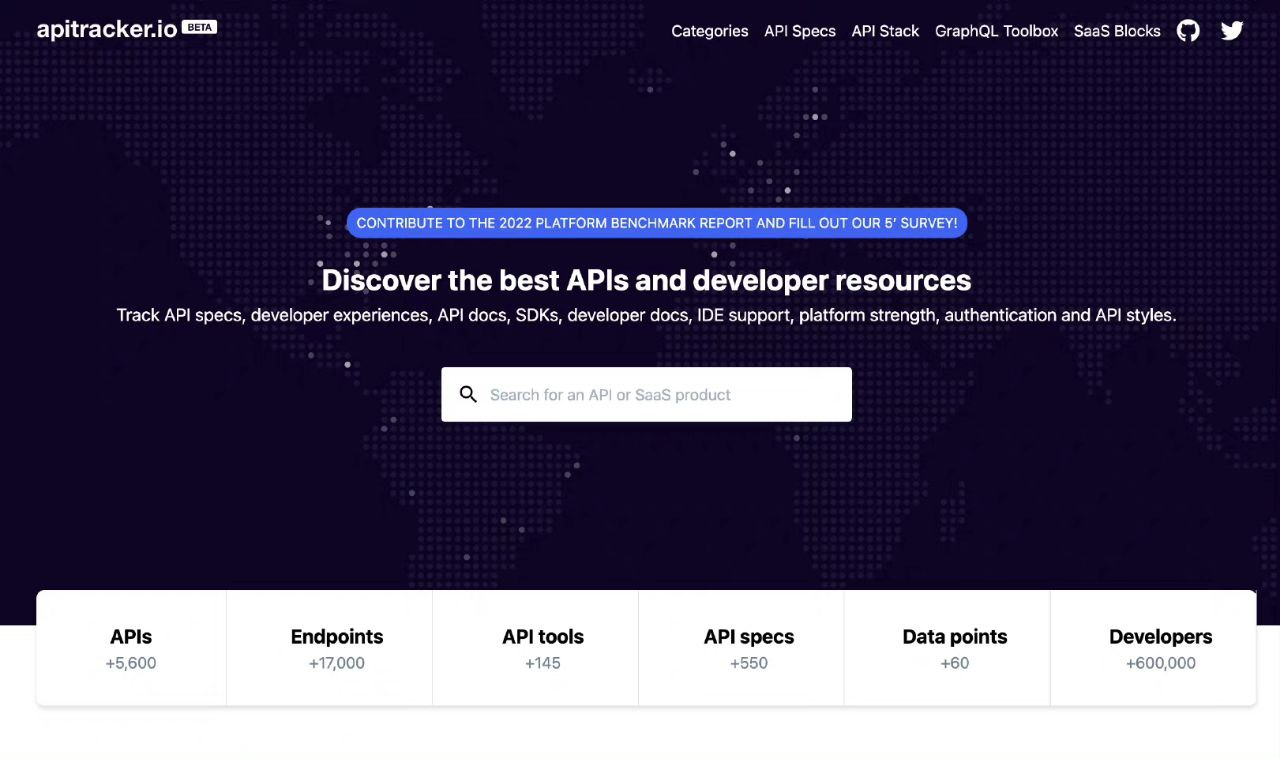 apitracker.io BETA
Categories API Specs API Stack GraphQL Toolbox SaaS Blocks
CONTRIBUTE TO THE 2022 PLATFORM BENCHMARK REPORT AND FILL OUT OUR 5' SURVEY!
Discover the best APIs and developer resources
Track API specs, developer experiences, API docs, SDKs, developer docs, IDE support, platform strength, authentication and API styles.
Search for an API or SaaS product
APIs Endpoints API tools API specs Data points Developers
+5,600 +17,000 +145 +550 +60 +600,000